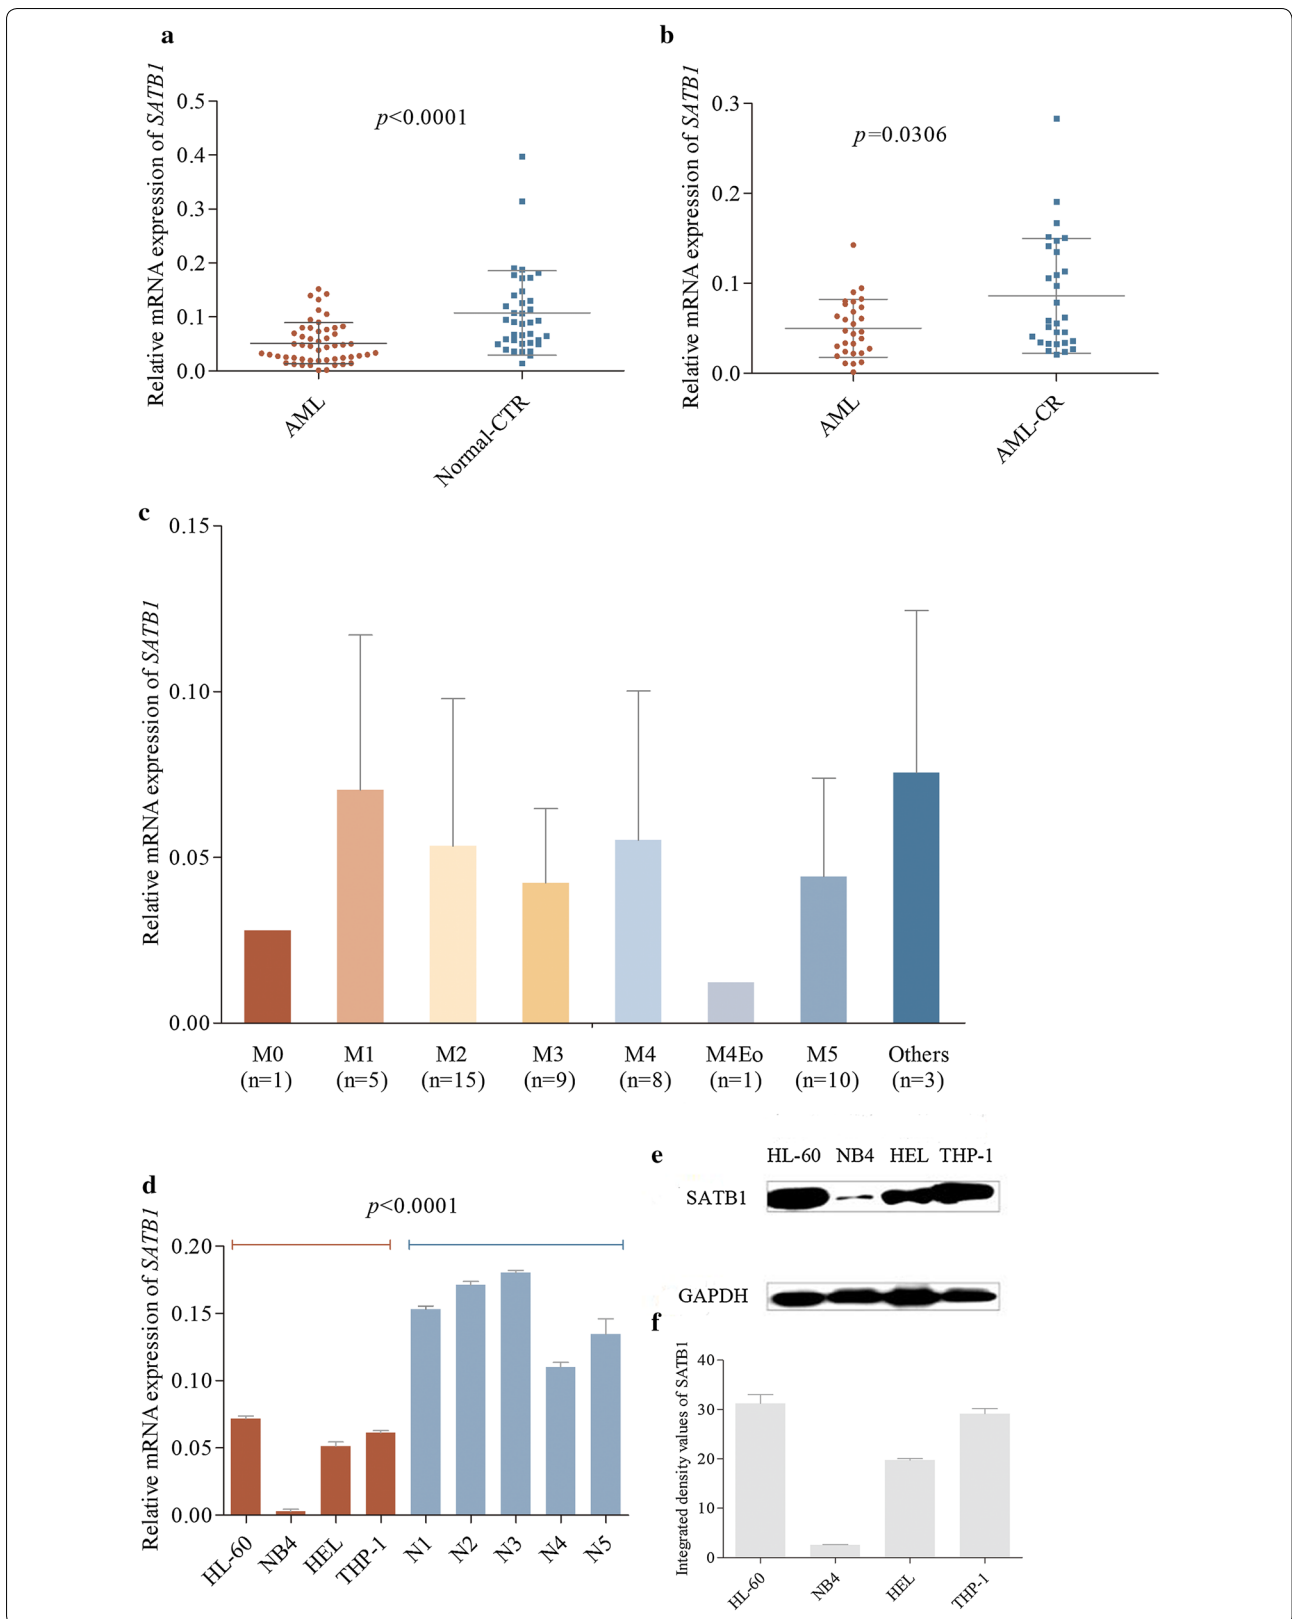 a
Relative mRNA expression of SATB1
0.5
0.4
0.3
0.2
0.1
0.0
p<0.0001
AML
Normal-CTR
b
Relative mRNA expression of SATB1
0.3
0.2
0.1
0.0
p=0.0306
AML
AML-CR
c
Relative mRNA expression of SATB1
0.15
0.10
0.05
0.00
M0 M1 M2 M3 M4 M4Eo M5 Others
(n=1) (n=5) (n=15) (n=9) (n=8) (n=1) (n=10) (n=3)
d
Relative mRNA expression of SATB1
p<0.0001
0.20
0.15
0.10
0.05
0.00
HL-60 NB4 HEL THP-1 N1 N2 N3 N4 N5
e
HL-60 NB4 HEL THP-1
SATB1
GAPDH
f
Integrated density values of SATB1
40
30
20
10
0
HL-60 NB4 HEL THP-1